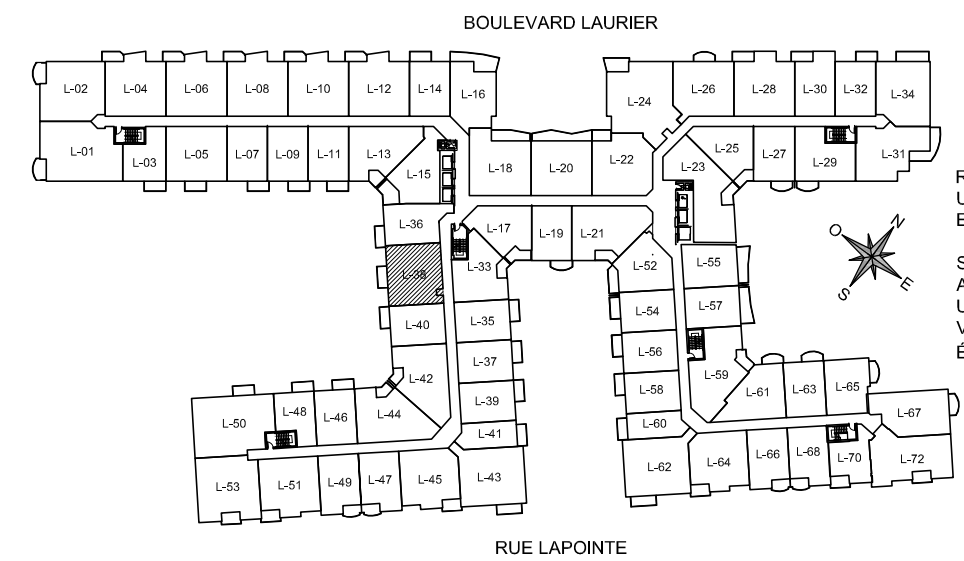 BOULEVARD LAURIER
L-02 L-04 L-06 L-08 L-10 L-12 L-14 L-16 L-24 L-26 L-28 L-30 L-32 L-34
L-01 L-03 L-05 L-07 L-09 L-11 L-13 L-15 L-18 L-20 L-22 L-23 L-25 L-27 L-29 L-31
L-36 L-17 L-19 L-21
L-38 L-33 L-52 L-55
L-40 L-35 L-54 L-57
L-42 L-37 L-56 L-59
L-39 L-58 L-61 L-63 L-65
L-50 L-48 L-46 L-44 L-41 L-60 L-67
L-53 L-51 L-49 L-47 L-45 L-43 L-62 L-64 L-66 L-68 L-70 L-72
O N
S E
R
U
E
S
A
U
V
É
RUE LAPOINTE